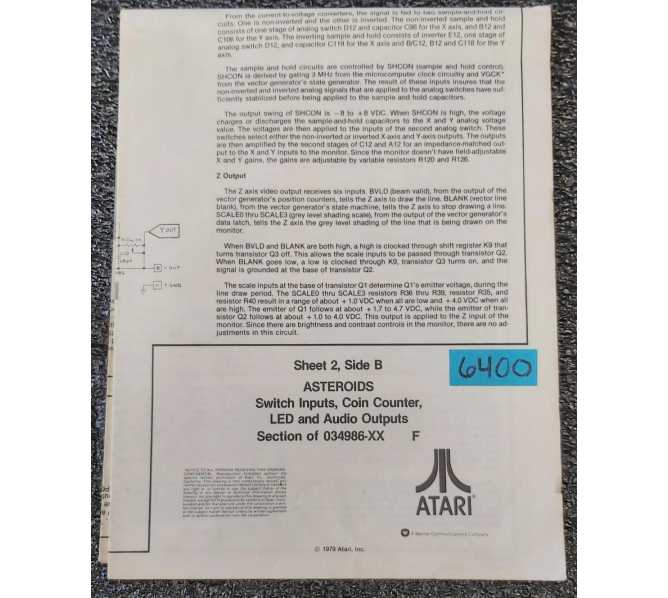 From the current-to-voltage converters, the signal is fed to two sample-and-hold cir-
cuits. One is non-inverted and the other is inverted. The non-inverted sample and hold
consists of one stage of analog switch D12 and capacitor C96 for the X axis, and B12 and
C106 for the Y axis. The inverting sample and hold consists of inverter E12, one stage of
analog switch D12, and capacitor C118 for the X axis and B/C12, B12 and C118 for the Y
axis.
The sample and hold circuits are controlled by SHCON (sample and hold control).
SHCON is derived by gating 3 MHz from the microcomputer clock circuitry and VGCK*
from the vector generator's state generator. The result of these inputs insures that the
non-inverted and inverted analog signals that are applied to the analog switches have suf-
ficiently stabilized before being applied to the sample and hold capacitors.
The output swing of SHCON is −8 to +8 VDC. When SHCON is high, the voltage
charges or discharges the sample-and-hold capacitors to the X and Y analog voltage
value. The voltages are then applied to the inputs of the second analog switch. These
switches select either the non-inverted or inverted X-axis and Y-axis outputs. The outputs
are then amplified by the second stages of C12 and A12 for an impedance-matched out-
put to the X and Y inputs to the monitor. Since the monitor doesn't have field-adjustable
X and Y gains, the gains are adjustable by variable resistors R120 and R126.
Z Output
The Z axis video output receives six inputs. BVLD (beam valid), from the output of the
vector generator's position counters, tells the Z axis to draw the line. BLANK (vector line
blank), from the vector generator's state machine, tells the Z axis to stop drawing a line.
SCALE0 thru SCALE3 (grey level shading scale), from the output of the vector generator's
data latch, tells the Z axis the grey level shading of the line that is being drawn on the
monitor.
When BVLD and BLANK are both high, a high is clocked through shift register K9 that
turns transistor Q3 off. This allows the scale inputs to be passed through transistor Q2.
When BLANK goes low, a low is clocked through K9, transistor Q3 turns on, and the
signal is grounded at the base of transistor Q2.
The scale inputs at the base of transistor Q1 determine Q1's emitter voltage, during the
line draw period. The SCALE0 thru SCALE3 resistors R36 thru R39, resistor R35, and
resistor R40 result in a range of about +1.0 VDC when all are low and +4.0 VDC when all
are high. The emitter of Q1 follows at about +1.7 to 4.7 VDC, while the emitter of tran-
sistor Q2 follows at about +1.0 to 4.0 VDC. This output is applied to the Z input of the
monitor. Since there are brightness and contrast controls in the monitor, there are no ad-
justments in this circuit.
Y OUT
Sheet 2, Side B
6400
ASTEROIDS
Switch Inputs, Coin Counter,
LED and Audio Outputs
Section of 034986-XX F
ATARI
A Warner Communications Company
© 1979 Atari, Inc.